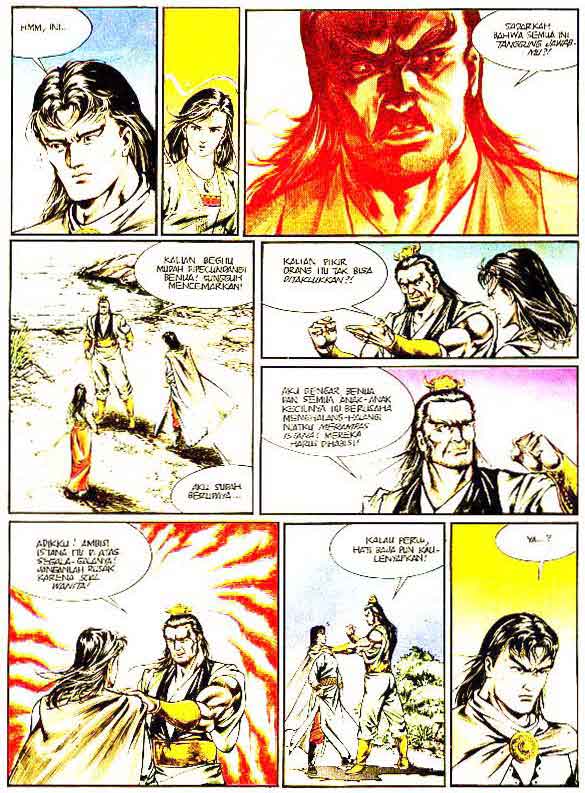 HMM, INI...
SADARKAH
BAHWA SEMUA INI
TANGGUNG JAWAB
MU?!
KALIAN BEGITU
MUDAH DIPECUNDANGI
BENUA! SUNGGUH
MENCEMARKAN!
AKU SUDAH
BERUPAYA...
KALIAN PIKIR
ORANG ITU TAK BISA
DITAKLUKKAN?!
AKU DENGAR BENUA
DAN SEMUA ANAK-ANAK
KECILNYA ITU BERUSAHA
MENGHALANG-HALANGI
NIATKU MERAMPAS
ISTANA! MEREKA
HARUS DIHABISI!
ADIKKU! AMBISI
ISTANA ITU DI ATAS
SEGALA-GALANYA!
JANGANLAH RUSAK
KARENA SOAL
WANITA!
KALAU PERLU,
HATI BAJA PUN KAU
LENYAPKAN!
YA...?